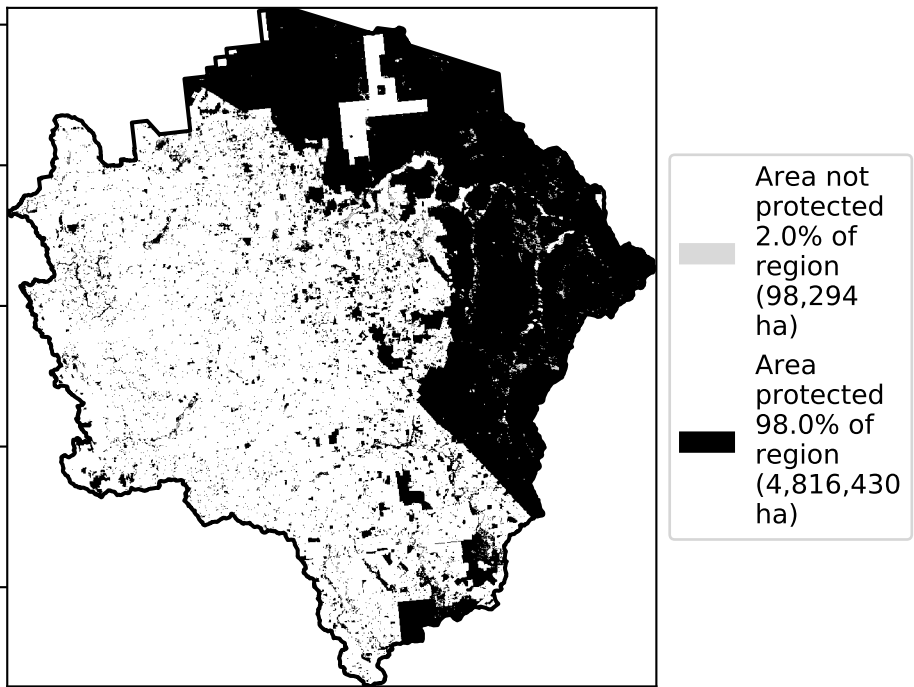 Area not
protected
2.0% of
region
(98,294
ha)
Area
protected
98.0% of
region
(4,816,430
ha)